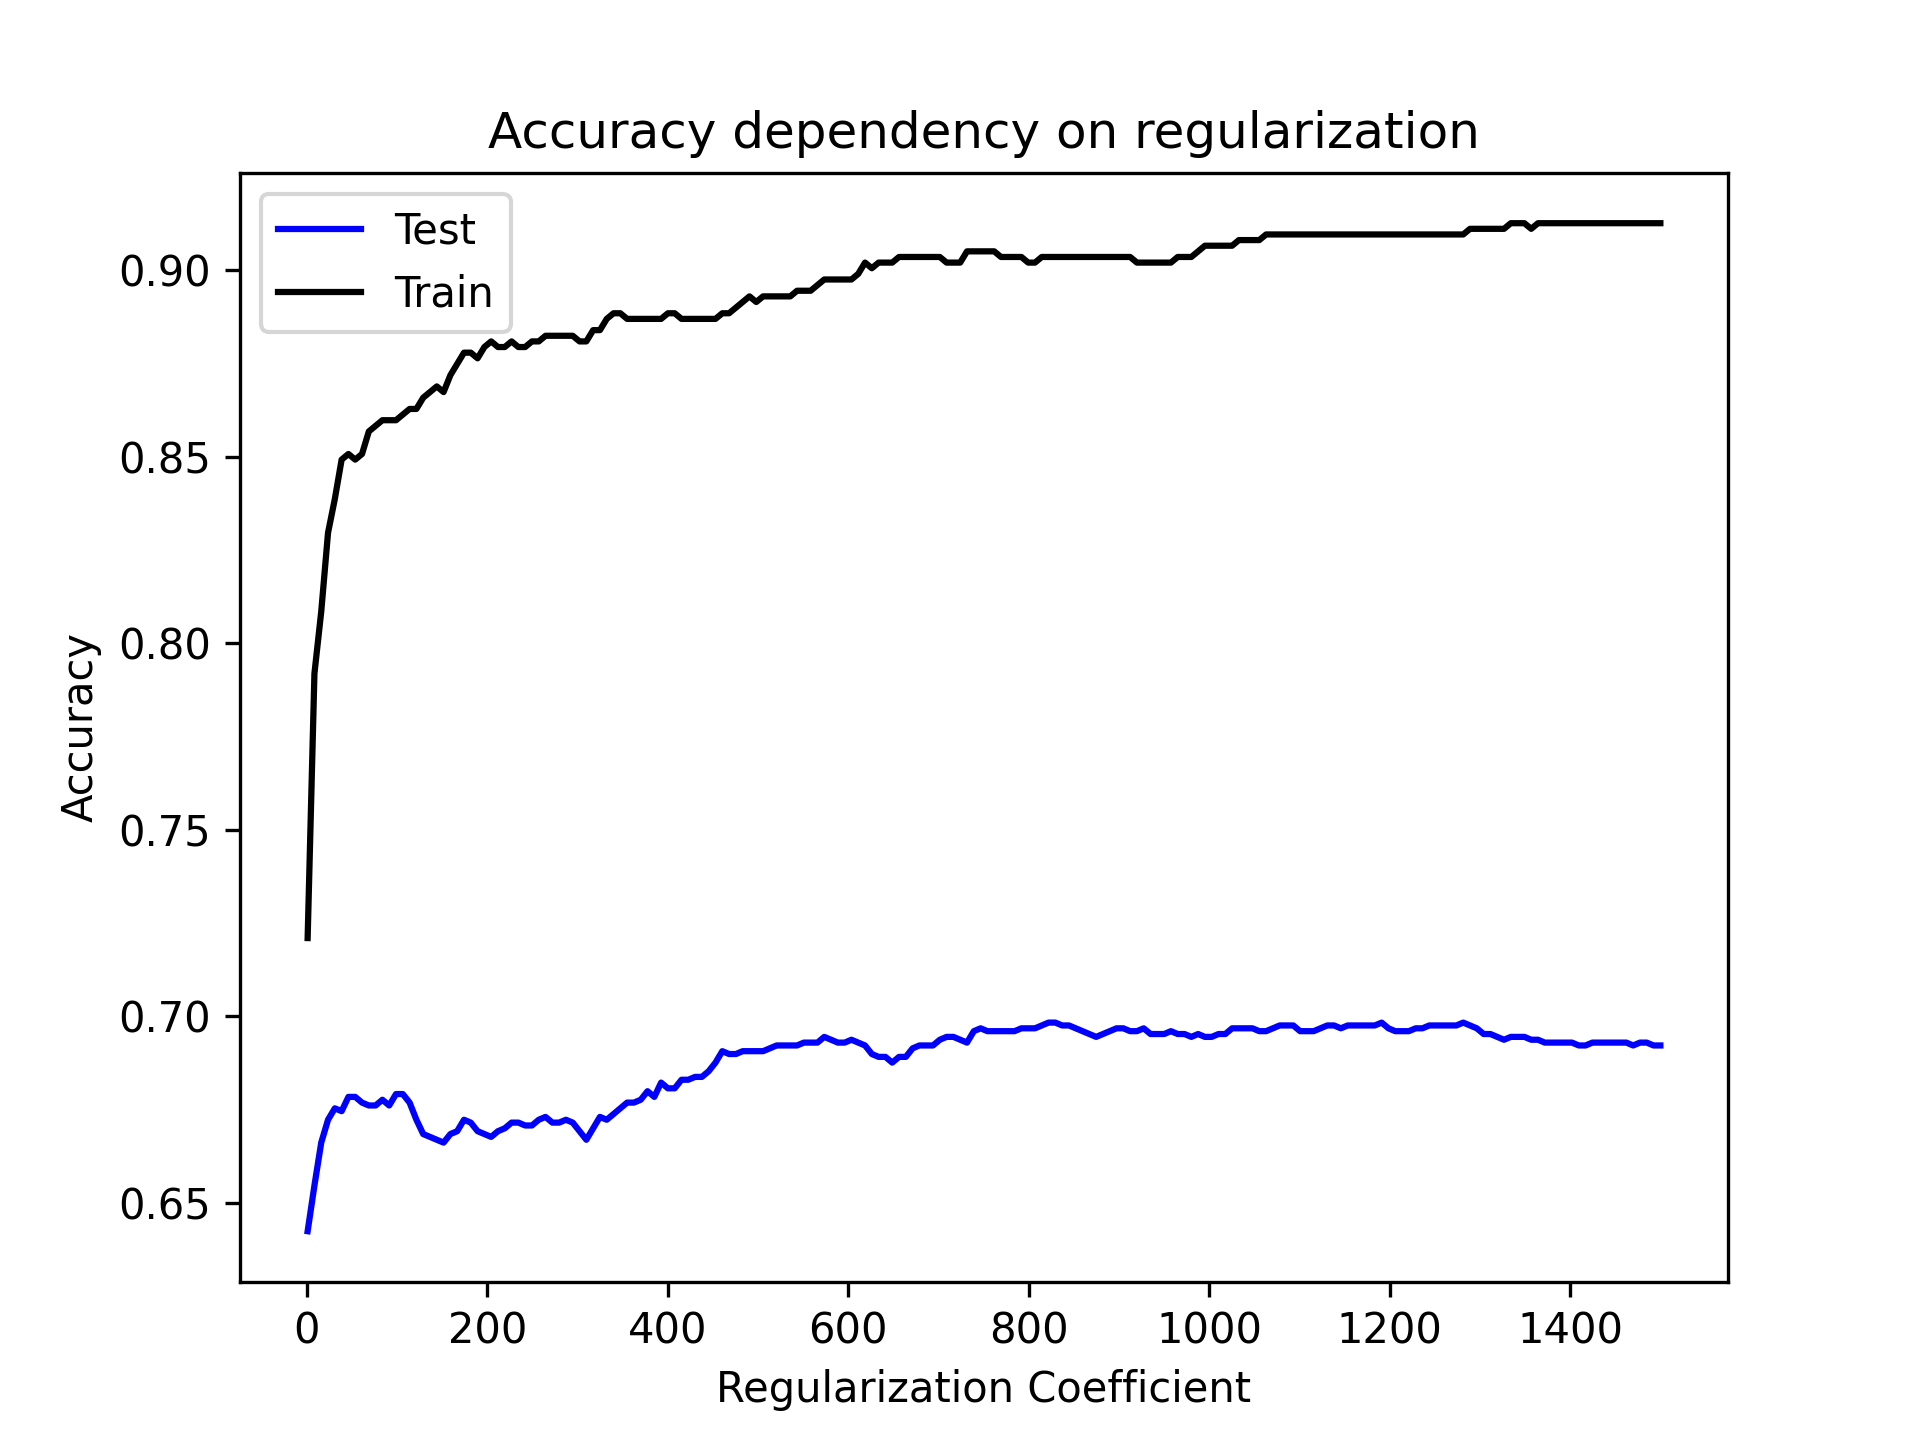 Accuracy dependency on regularization
Test
Train
0.90
0.85
0.80
0.75
0.70
0.65
Accuracy
0 200 400 600 800 1000 1200 1400
Regularization Coefficient